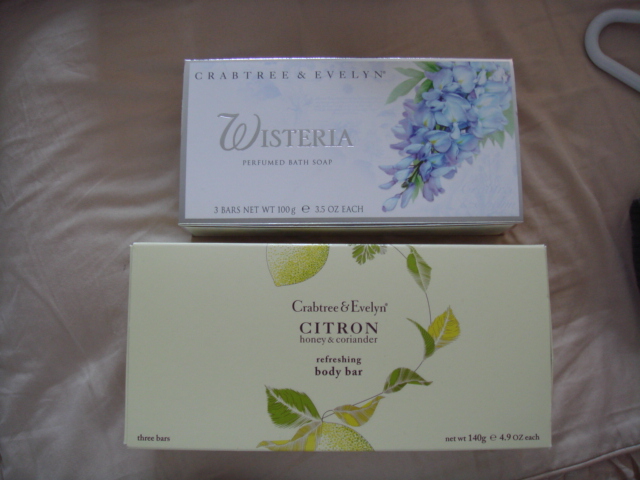 CRABTREE & EVELYN®
WISTERIA
PERFUMED BATH SOAP
3 BARS NET WT 100g ℮ 3.5 OZ EACH
Crabtree & Evelyn®
CITRON
honey & coriander
refreshing
body bar
three bars
net wt 140g ℮ 4.9 OZ each